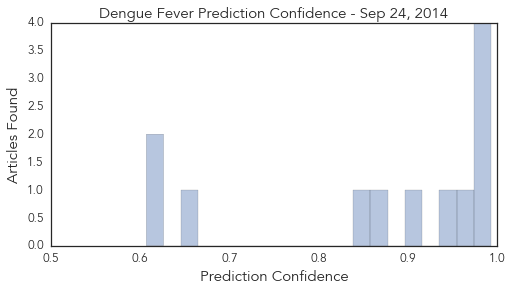 Dengue Fever Prediction Confidence - Sep 24, 2014
4.0
3.5
3.0
2.5
2.0
1.5
1.0
0.5
0.0
Articles Found
0.5 0.6 0.7 0.8 0.9 1.0
Prediction Confidence